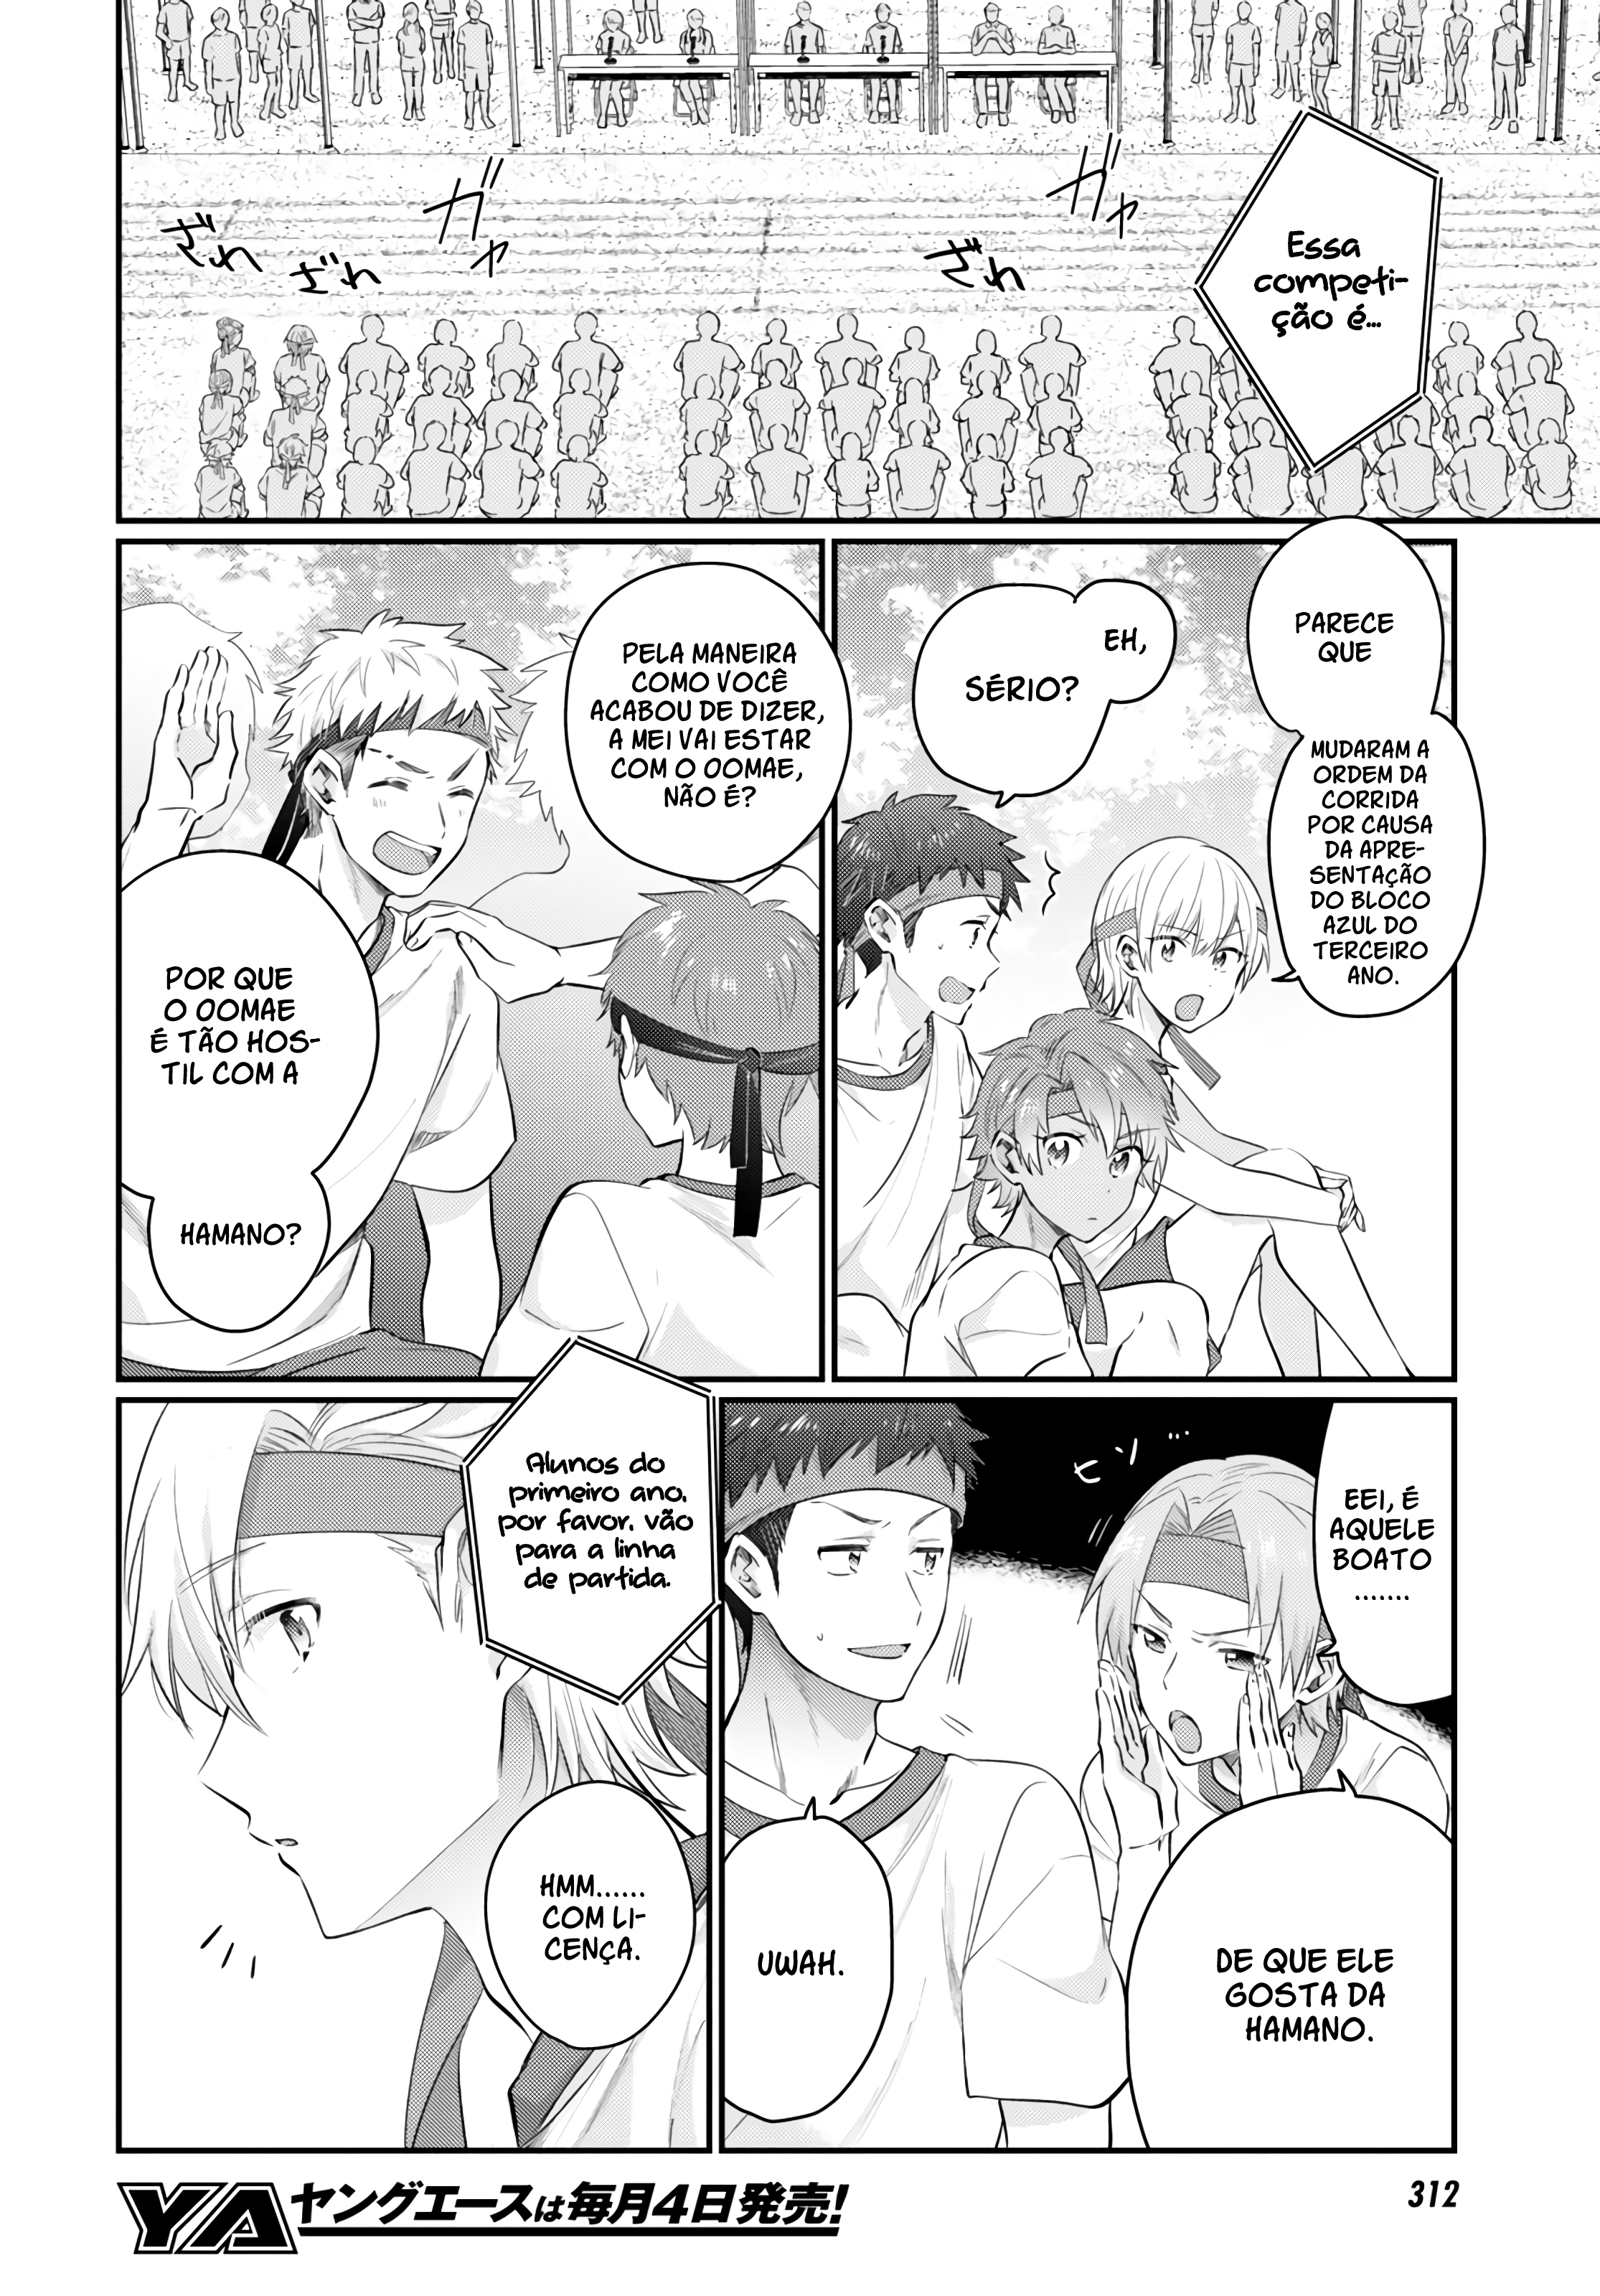 Essa
competi-
ção é...
ガヤ
ガヤ
ざわ
ざわ
ざわ
PARECE
QUE
MUDARAM A
ORDEM DA
CORRIDA
POR CAUSA
DA APRE-
SENTAÇÃO
DO BLOCO
AZUL DO
TERCEIRO
ANO.
EH,
SÉRIO?
PELA MANEIRA
COMO VOCÊ
ACABOU DE DIZER,
A MEI VAI ESTAR
COM O OOMAE,
NÃO É?
POR QUE
O OOMAE
É TÃO HOS-
TIL COM A
HAMANO?
EEI, É
AQUELE
BOATO
.......
ヒソ...
DE QUE ELE
GOSTA DA
HAMANO.
UWAH.
Alunos do
primeiro ano,
por favor, vão
para a linha
de partida.
HMM......
COM LI-
CENÇA.
YA ヤングエースは毎月4日発売!
312